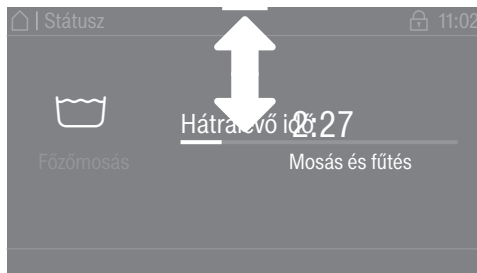 | Státusz 11:02
Hátralévő idő: 2:27
Főzőmosás Mosás és fűtés